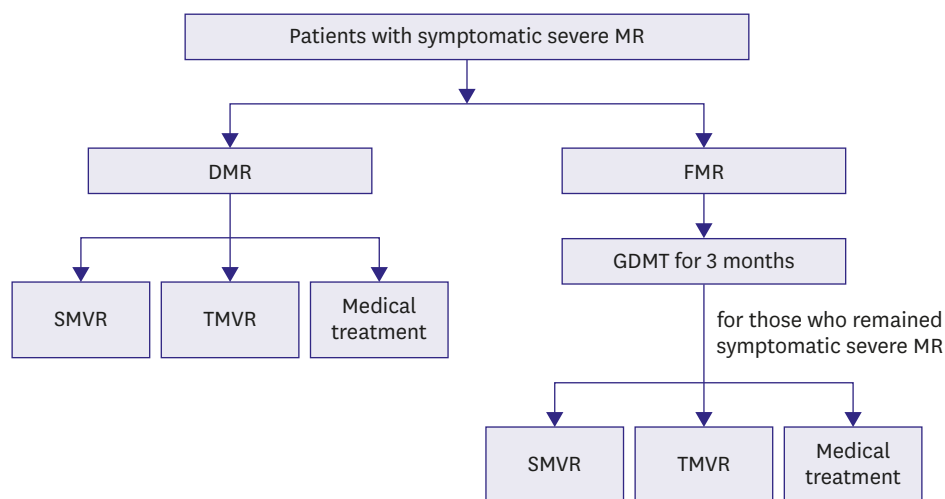 Patients with symptomatic severe MR
DMR
FMR
GDMT for 3 months
SMVR
TMVR
Medical
treatment
for those who remained
symptomatic severe MR
SMVR
TMVR
Medical
treatment